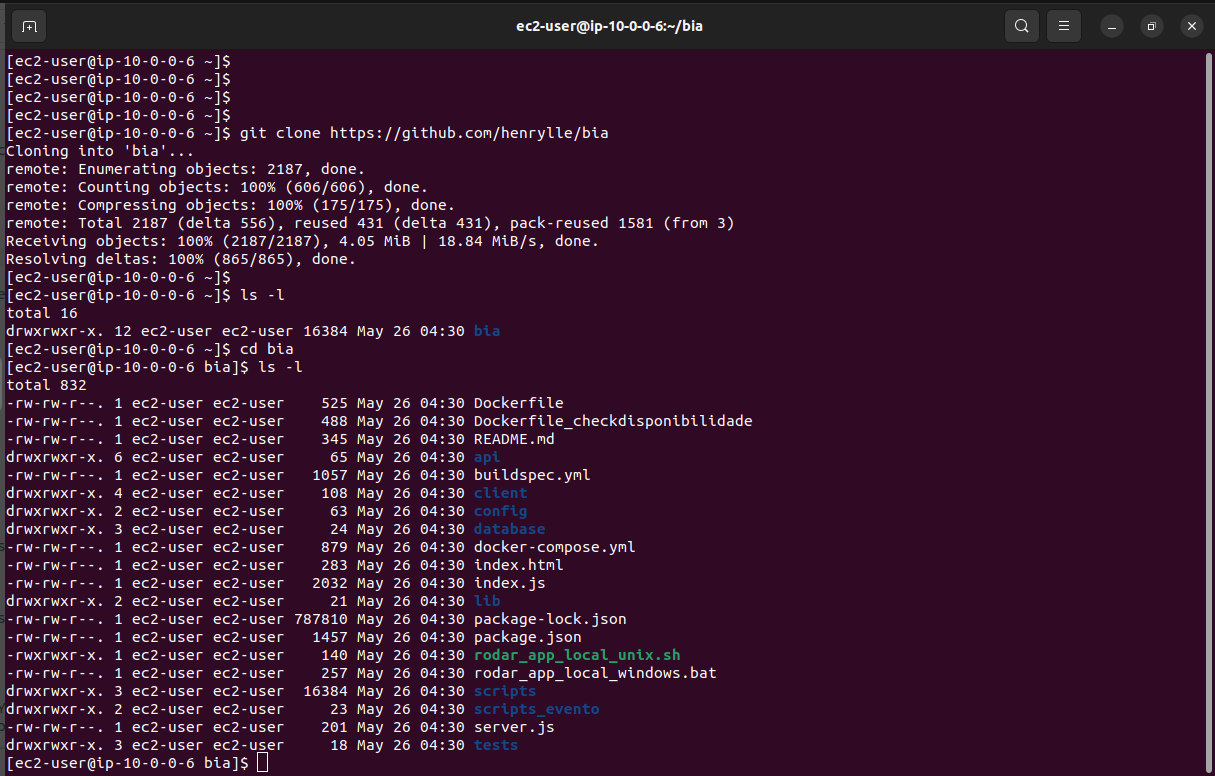 ec2-user@ip-10-0-0-6:~/bia
[ec2-user@ip-10-0-0-6 ~]$
[ec2-user@ip-10-0-0-6 ~]$
[ec2-user@ip-10-0-0-6 ~]$
[ec2-user@ip-10-0-0-6 ~]$
[ec2-user@ip-10-0-0-6 ~]$ git clone https://github.com/henrylle/bia
Cloning into 'bia'...
remote: Enumerating objects: 2187, done.
remote: Counting objects: 100% (606/606), done.
remote: Compressing objects: 100% (175/175), done.
remote: Total 2187 (delta 556), reused 431 (delta 431), pack-reused 1581 (from 3)
Receiving objects: 100% (2187/2187), 4.05 MiB | 18.84 MiB/s, done.
Resolving deltas: 100% (865/865), done.
[ec2-user@ip-10-0-0-6 ~]$
[ec2-user@ip-10-0-0-6 ~]$ ls -l
total 16
drwxrwxr-x. 12 ec2-user ec2-user 16384 May 26 04:30 bia
[ec2-user@ip-10-0-0-6 ~]$ cd bia
[ec2-user@ip-10-0-0-6 bia]$ ls -l
total 832
-rw-rw-r--. 1 ec2-user ec2-user    525 May 26 04:30 Dockerfile
-rw-rw-r--. 1 ec2-user ec2-user    488 May 26 04:30 Dockerfile_checkdisponibilidade
-rw-rw-r--. 1 ec2-user ec2-user    345 May 26 04:30 README.md
drwxrwxr-x. 6 ec2-user ec2-user     65 May 26 04:30 api
-rw-rw-r--. 1 ec2-user ec2-user   1057 May 26 04:30 buildspec.yml
drwxrwxr-x. 4 ec2-user ec2-user    108 May 26 04:30 client
drwxrwxr-x. 2 ec2-user ec2-user     63 May 26 04:30 config
drwxrwxr-x. 3 ec2-user ec2-user     24 May 26 04:30 database
-rw-rw-r--. 1 ec2-user ec2-user    879 May 26 04:30 docker-compose.yml
-rw-rw-r--. 1 ec2-user ec2-user    283 May 26 04:30 index.html
-rw-rw-r--. 1 ec2-user ec2-user   2032 May 26 04:30 index.js
drwxrwxr-x. 2 ec2-user ec2-user     21 May 26 04:30 lib
-rw-rw-r--. 1 ec2-user ec2-user 787810 May 26 04:30 package-lock.json
-rw-rw-r--. 1 ec2-user ec2-user   1457 May 26 04:30 package.json
-rwxrwxr-x. 1 ec2-user ec2-user    140 May 26 04:30 rodar_app_local_unix.sh
-rw-rw-r--. 1 ec2-user ec2-user    257 May 26 04:30 rodar_app_local_windows.bat
drwxrwxr-x. 3 ec2-user ec2-user  16384 May 26 04:30 scripts
drwxrwxr-x. 2 ec2-user ec2-user     23 May 26 04:30 scripts_evento
-rw-rw-r--. 1 ec2-user ec2-user    201 May 26 04:30 server.js
drwxrwxr-x. 3 ec2-user ec2-user     18 May 26 04:30 tests
[ec2-user@ip-10-0-0-6 bia]$